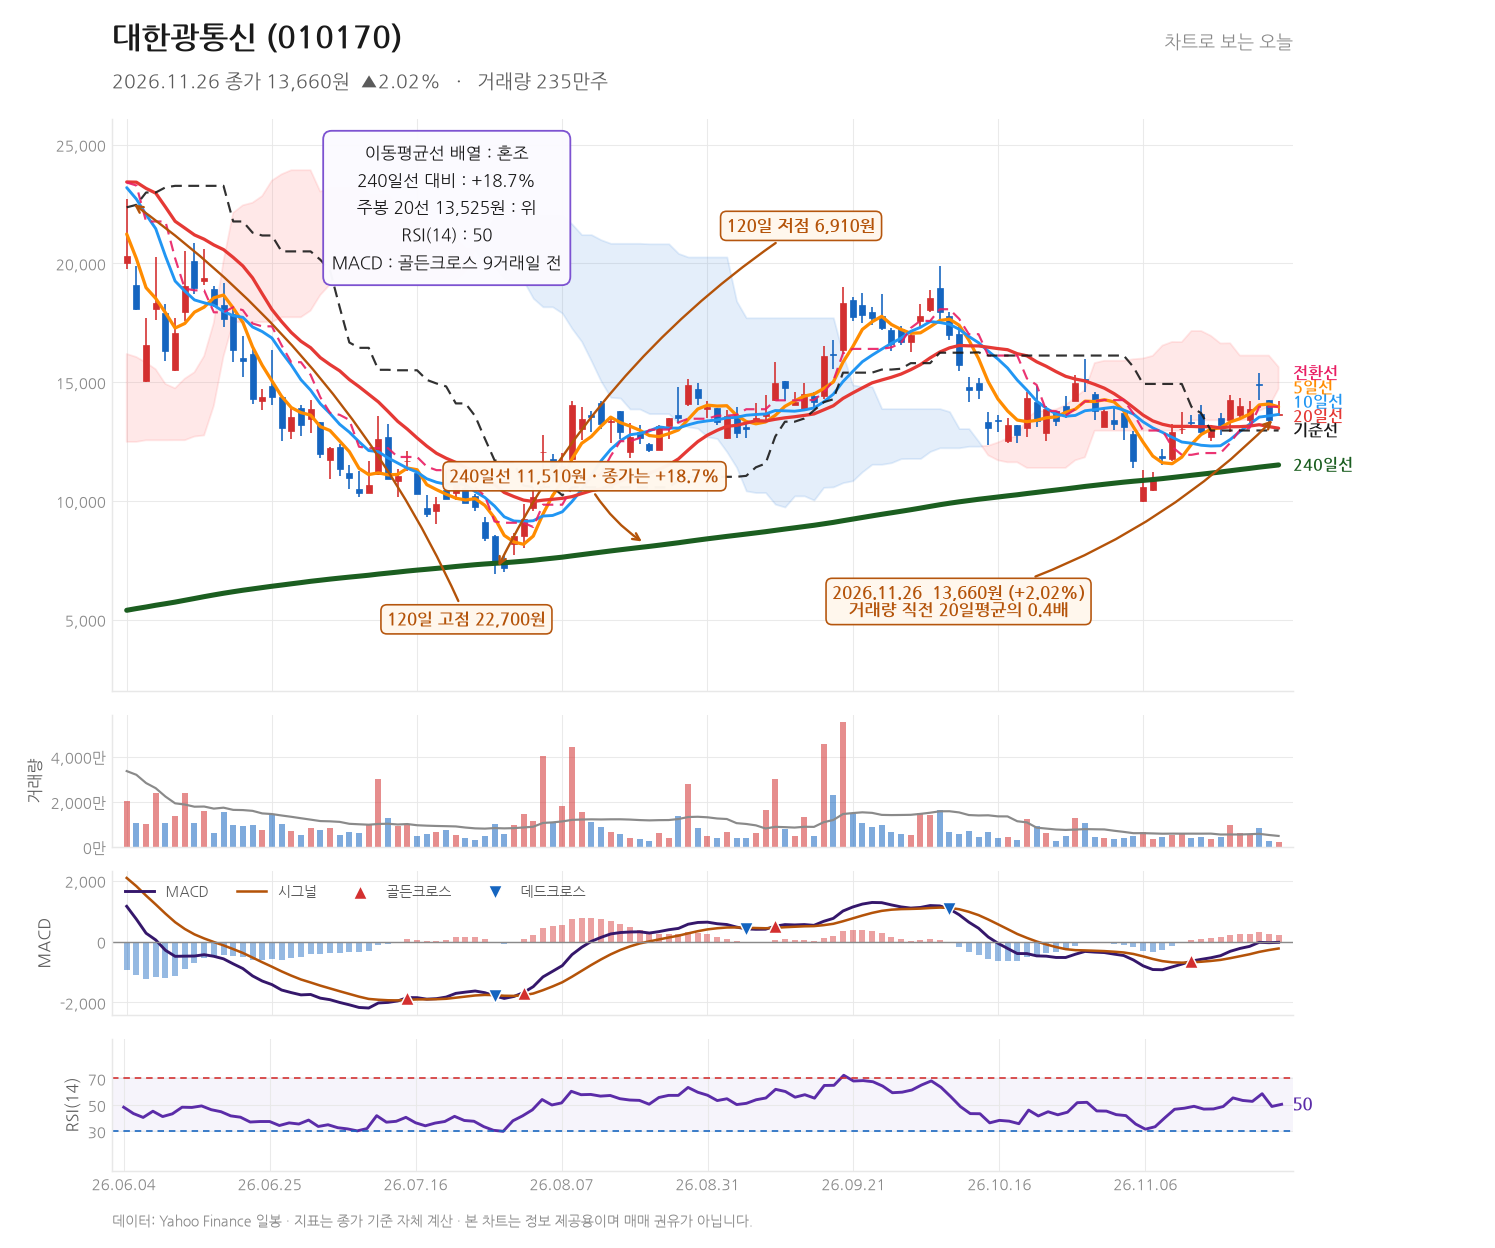 대한광통신 (010170)
차트로 보는 오늘
2026.11.26 종가 13,660원 ▲2.02% · 거래량 235만주
25,000
20,000
15,000
10,000
5,000
이동평균선 배열 : 혼조
240일선 대비 : +18.7%
주봉 20선 13,525원 : 위
RSI(14) : 50
MACD : 골든크로스 9거래일 전
120일 저점 6,910원
240일선 11,510원 · 종가는 +18.7%
120일 고점 22,700원
2026.11.26 13,660원 (+2.02%)
거래량 직전 20일평균의 0.4배
전환선
5일선
10일선
20일선
기준선
240일선
거래량
4,000만
2,000만
0만
MACD
2,000
0
-2,000
MACD
시그널
골든크로스
데드크로스
RSI(14)
70
50
30
50
26.06.04
26.06.25
26.07.16
26.08.07
26.08.31
26.09.21
26.10.16
26.11.06
데이터: Yahoo Finance 일봉 · 지표는 종가 기준 자체 계산 · 본 차트는 정보 제공용이며 매매 권유가 아닙니다.